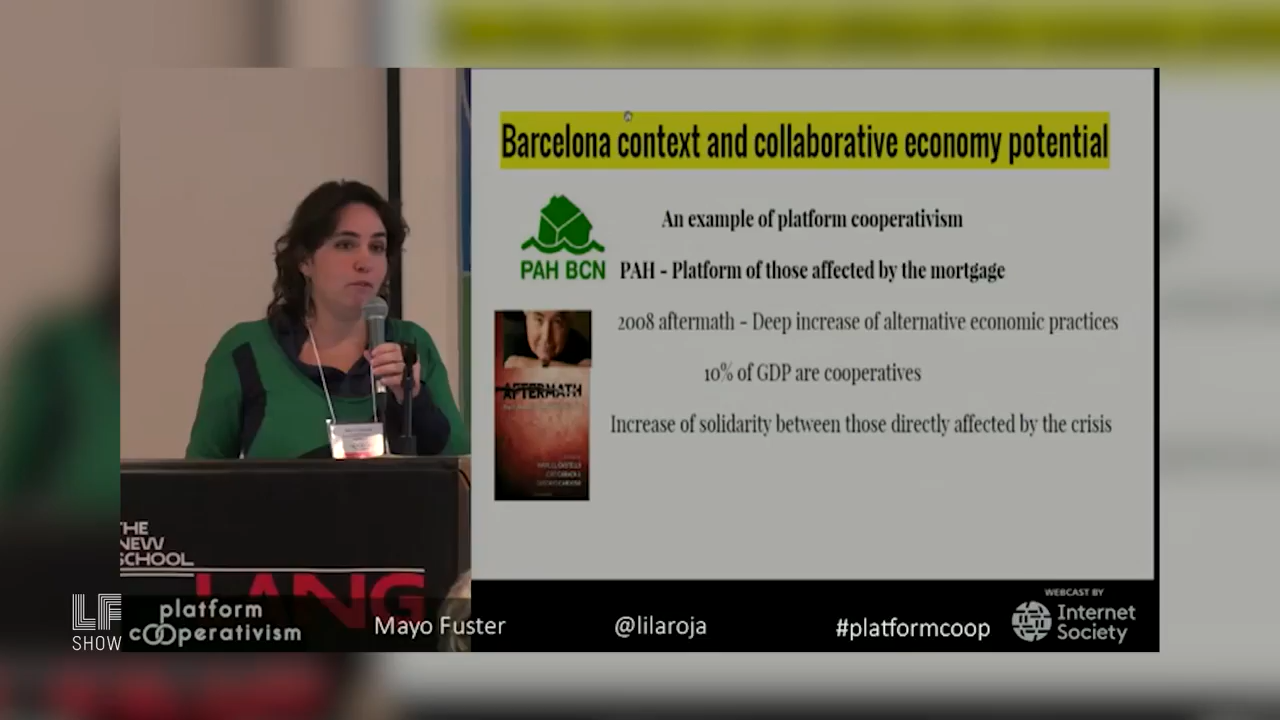 Barcelona context and collaborative economy potential
An example of platform cooperativism
PAH BCN
PAH - Platform of those affected by the mortgage
2008 aftermath - Deep increase of alternative economic practices
10% of GDP are cooperatives
AFTERMATH
Increase of solidarity between those directly affected by the crisis
THE
NEW
SCHOOL
LANG
LF
SHOW
platform
cooperativism
Mayo Fuster
@lilaroja
#platformcoop
WEBCAST BY
Internet
Society